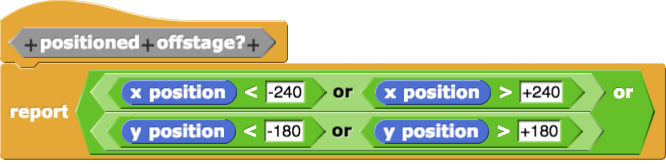 + positioned + offstage? +
report x position < -240 or x position > +240 or
y position < -180 or y position > +180